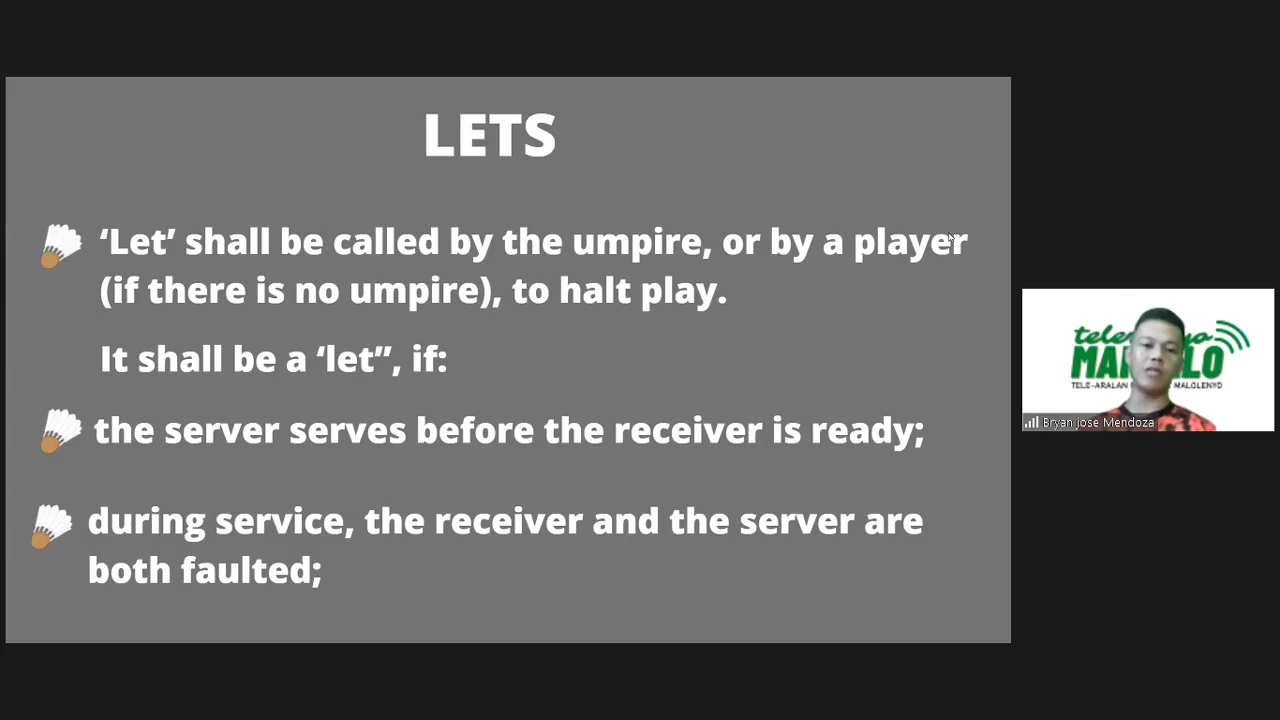 LETS
‘Let’ shall be called by the umpire, or by a player
(if there is no umpire), to halt play.
It shall be a ‘let”, if:
the server serves before the receiver is ready;
during service, the receiver and the server are
both faulted;
TELE-ARALAN
MALOLENYO
Bryan jose Mendoza